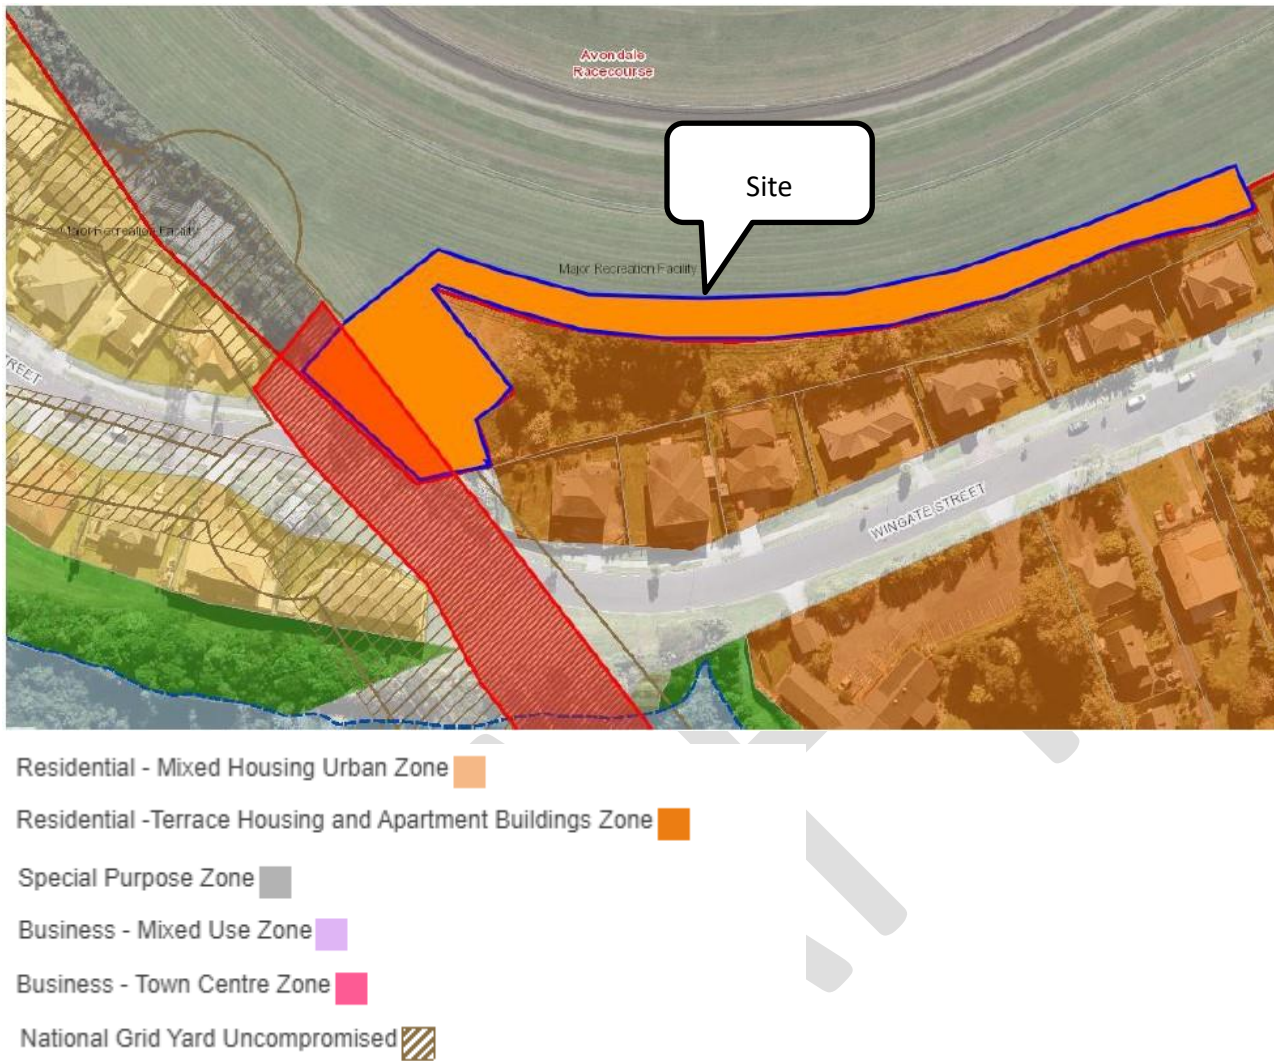 Avondale
Racecourse
Site
Major Recreation Facility
Major Recreation Facility
STREET
WINGATE STREET
Residential - Mixed Housing Urban Zone
Residential -Terrace Housing and Apartment Buildings Zone
Special Purpose Zone
Business - Mixed Use Zone
Business - Town Centre Zone
National Grid Yard Uncompromised